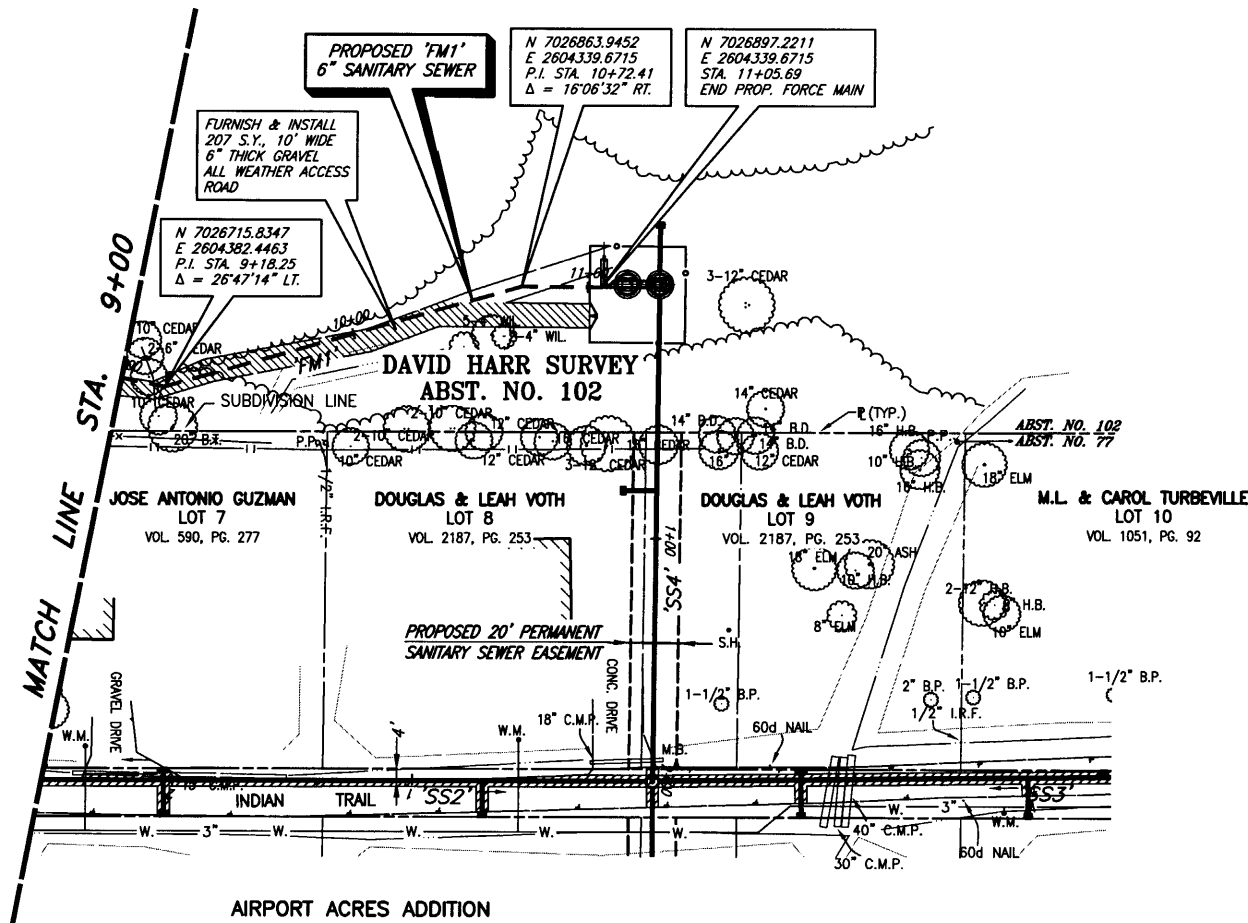 PROPOSED 'FM1'
6" SANITARY SEWER
N 7026863.9452
E 2604339.6715
P.I. STA. 10+72.41
Δ = 16°06'32" RT.
N 7026897.2211
E 2604339.6715
STA. 11+05.69
END PROP. FORCE MAIN
FURNISH & INSTALL
207 S.Y., 10' WIDE
6" THICK GRAVEL
ALL WEATHER ACCESS
ROAD
N 7026715.8347
E 2604382.4463
P.I. STA. 9+18.25
Δ = 26°47'14" LT.
MATCH LINE STA. 9+00
3-12" CEDAR
10+00
10" CEDAR
2-6" CEDAR
'FM1'
DAVID HARR SURVEY
ABST. NO. 102
10" CEDAR
SUBDIVISION LINE
10" CEDAR
12" CEDAR
14" CEDAR
14" B.D.
P.P.
10" CEDAR
10" CEDAR
12" CEDAR
3-12" CEDAR
16"
14" B.D.
12" CEDAR
(TYP.)
16" H.B.
10" H.B.
18" ELM
ABST. NO. 102
ABST. NO. 77
1/2" I.R.F.
JOSE ANTONIO GUZMAN
LOT 7
VOL. 590, PG. 277
DOUGLAS & LEAH VOTH
LOT 8
VOL. 2187, PG. 253
DOUGLAS & LEAH VOTH
LOT 9
VOL. 2187, PG. 253
M.L. & CAROL TURBEVILLE
LOT 10
VOL. 1051, PG. 92
1+00
'SS4'
18" ELM
20" ASH
10" H.B.
8" ELM
2-12" H.B.
H.B.
10" ELM
PROPOSED 20' PERMANENT
SANITARY SEWER EASEMENT
S.H.
GRAVEL DRIVE
CONC. DRIVE
1-1/2" B.P.
2" B.P.
1-1/2" B.P.
1-1/2" B.P.
1/2" I.R.F.
W.M.
4'
W.M.
18" C.M.P.
M.B.
60d NAIL
INDIAN TRAIL
'SS2'
'SS3'
W. 3" W. W. W. W. W. 3"
W.M.
40" C.M.P.
30" C.M.P.
60d NAIL
AIRPORT ACRES ADDITION